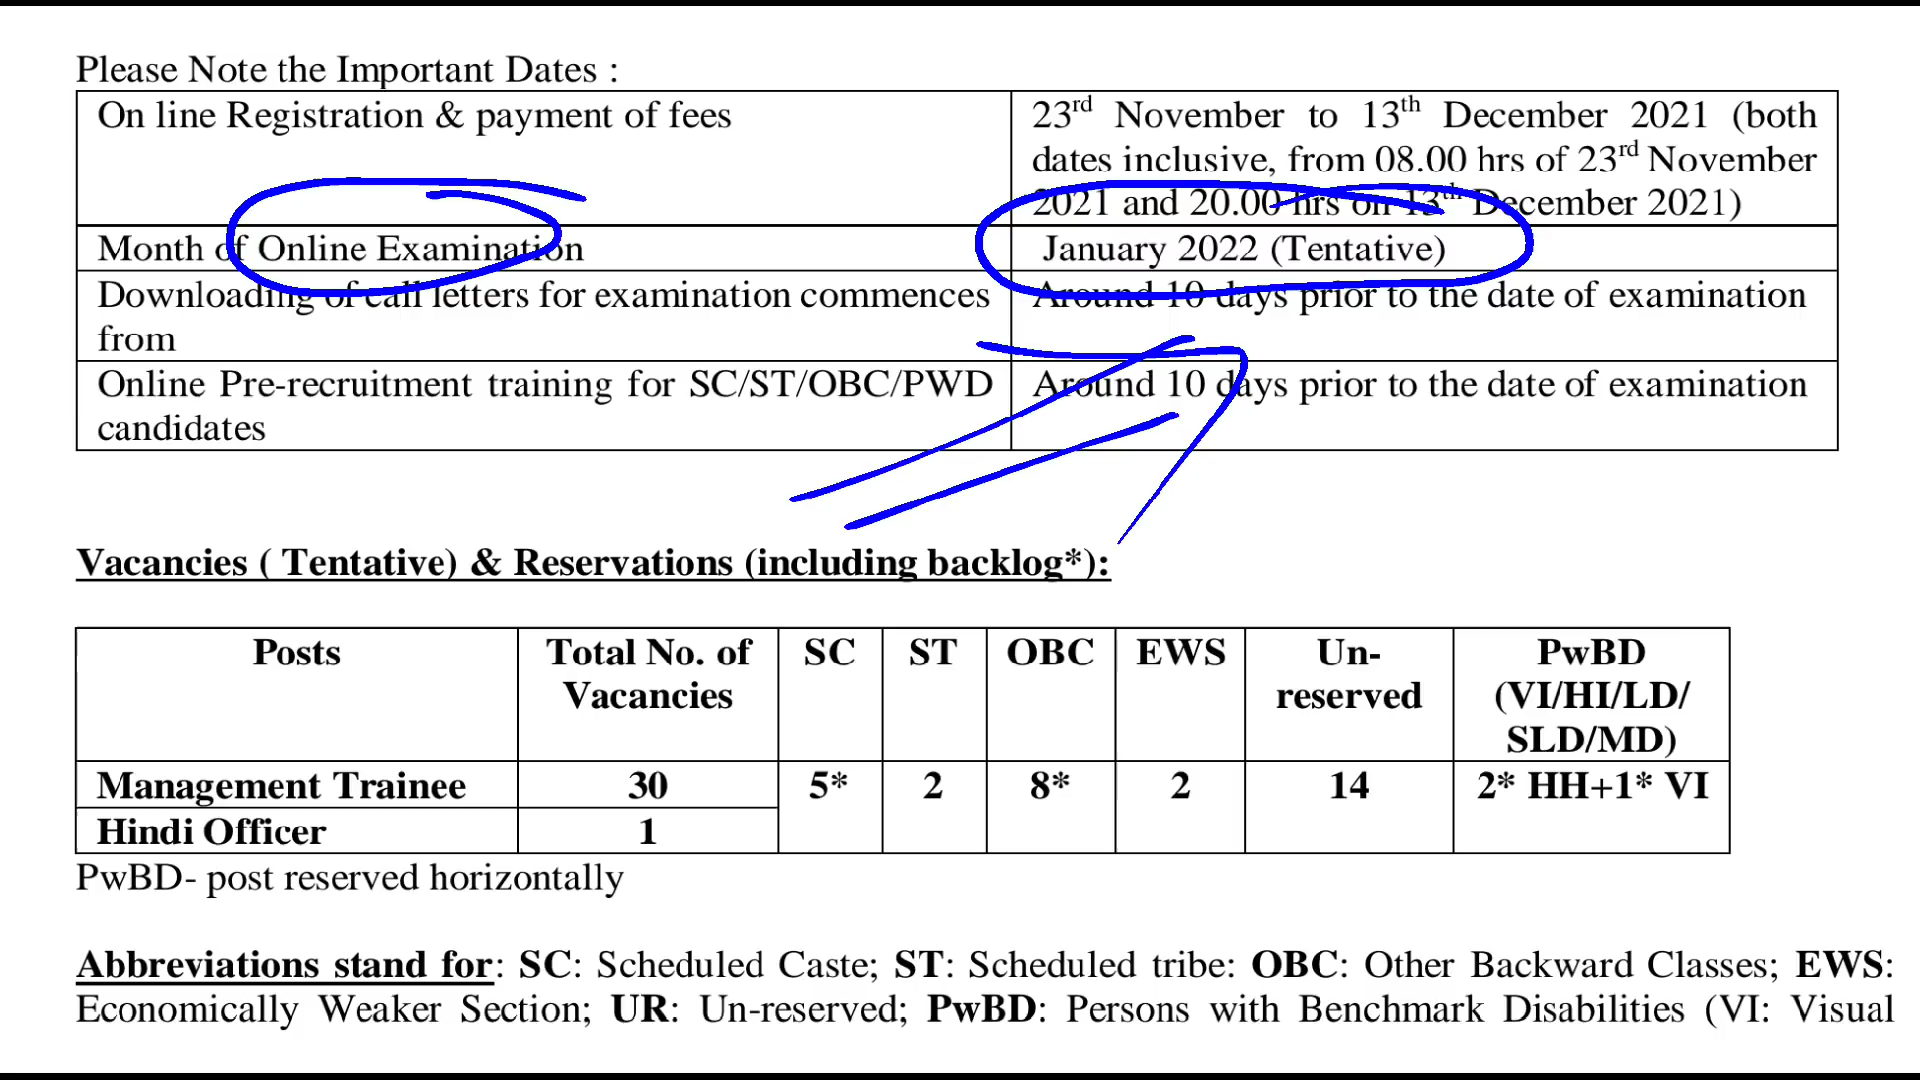 Please Note the Important Dates :
On line Registration & payment of fees
23rd November to 13th December 2021 (both
dates inclusive, from 08.00 hrs of 23rd November
2021 and 20.00 hrs on 13th December 2021)
Month of Online Examination
January 2022 (Tentative)
Downloading of call letters for examination commences
from
Around 10 days prior to the date of examination
Online Pre-recruitment training for SC/ST/OBC/PWD
candidates
Around 10 days prior to the date of examination
Vacancies ( Tentative) & Reservations (including backlog*):
Posts
Total No. of
Vacancies
SC
ST
OBC
EWS
Un-
reserved
PwBD
(VI/HI/LD/
SLD/MD)
Management Trainee
30
5*
2
8*
2
14
2* HH+1* VI
Hindi Officer
1
PwBD- post reserved horizontally
Abbreviations stand for: SC: Scheduled Caste; ST: Scheduled tribe: OBC: Other Backward Classes; EWS:
Economically Weaker Section; UR: Un-reserved; PwBD: Persons with Benchmark Disabilities (VI: Visual